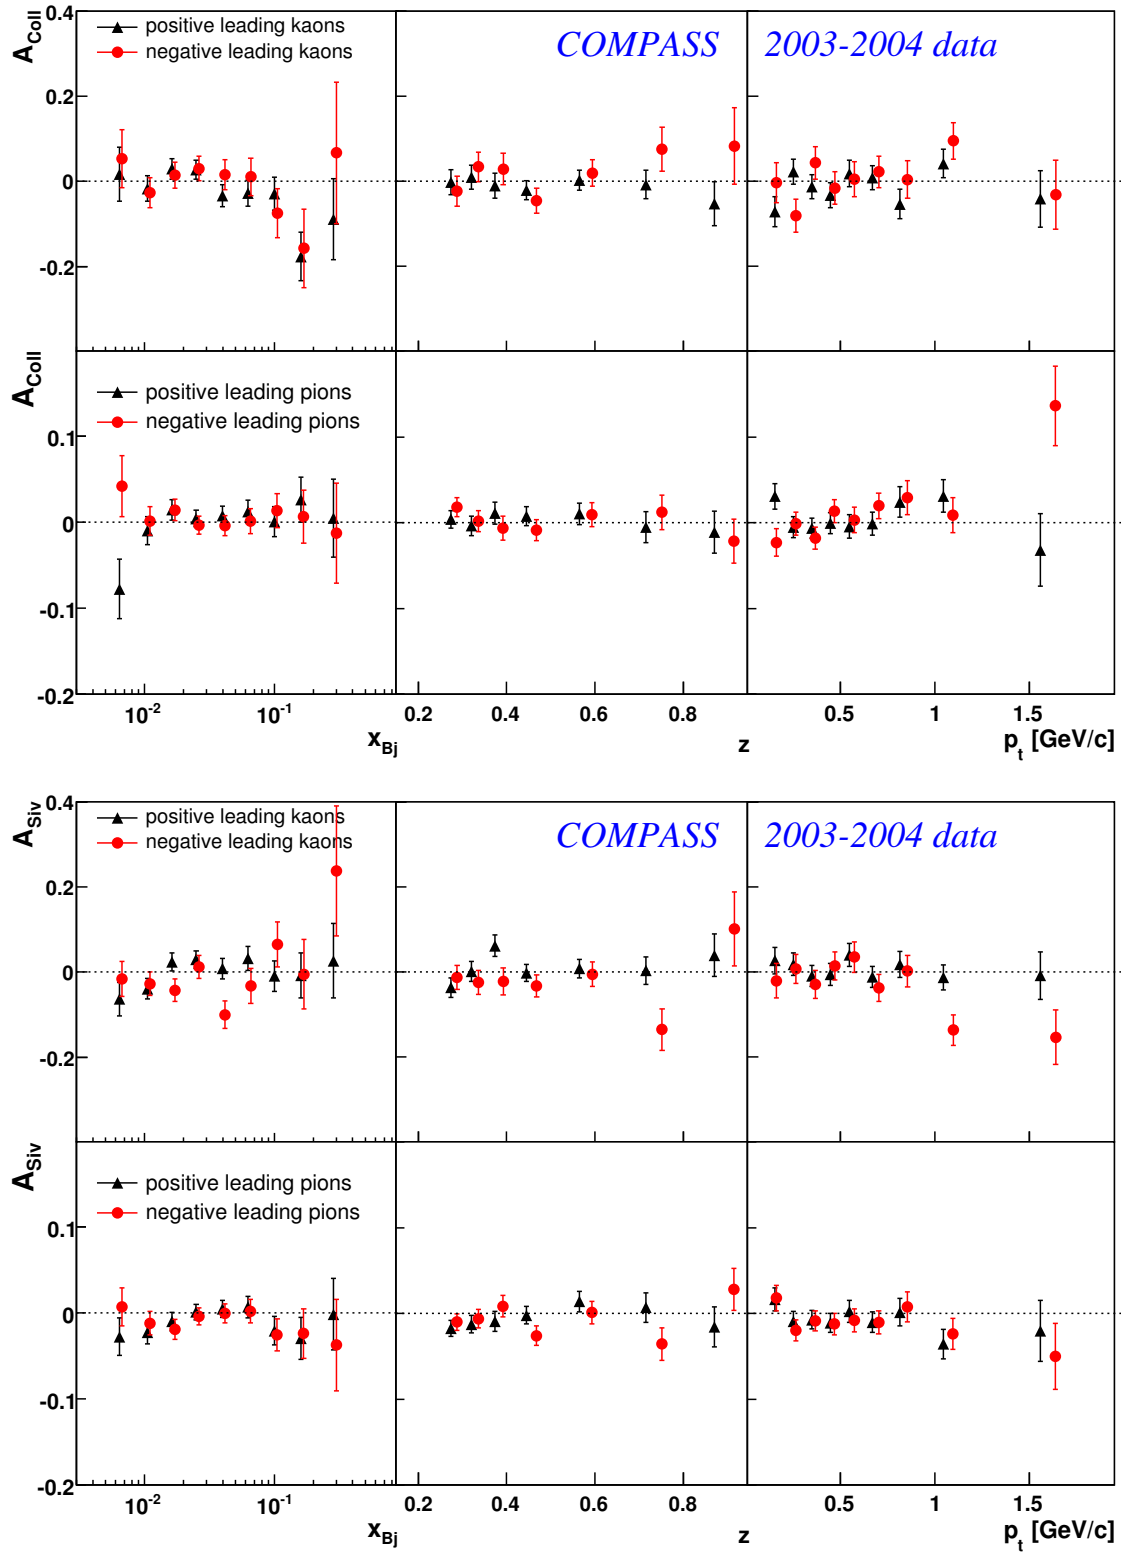 A_Coll
0.4
0.2
0
-0.2
positive leading kaons
negative leading kaons
COMPASS
2003-2004 data
A_Coll
0.1
0
-0.1
-0.2
positive leading pions
negative leading pions
10^-2
10^-1
x_Bj
0.2
0.4
0.6
0.8
z
0.5
1
1.5
p_t [GeV/c]
A_Siv
0.4
0.2
0
-0.2
positive leading kaons
negative leading kaons
COMPASS
2003-2004 data
A_Siv
0.1
0
-0.1
-0.2
positive leading pions
negative leading pions
10^-2
10^-1
x_Bj
0.2
0.4
0.6
0.8
z
0.5
1
1.5
p_t [GeV/c]